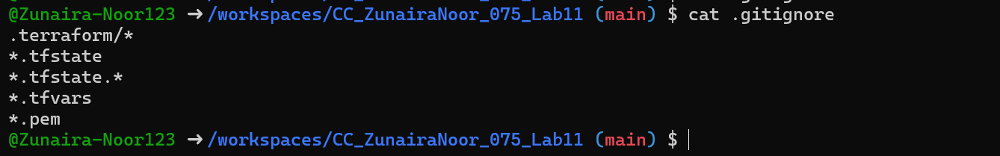 @Zunaira-Noor123 ➜ /workspaces/CC_ZunairaNoor_075_Lab11 (main) $ cat .gitignore
.terraform/*
*.tfstate
*.tfstate.*
*.tfvars
*.pem
@Zunaira-Noor123 ➜ /workspaces/CC_ZunairaNoor_075_Lab11 (main) $